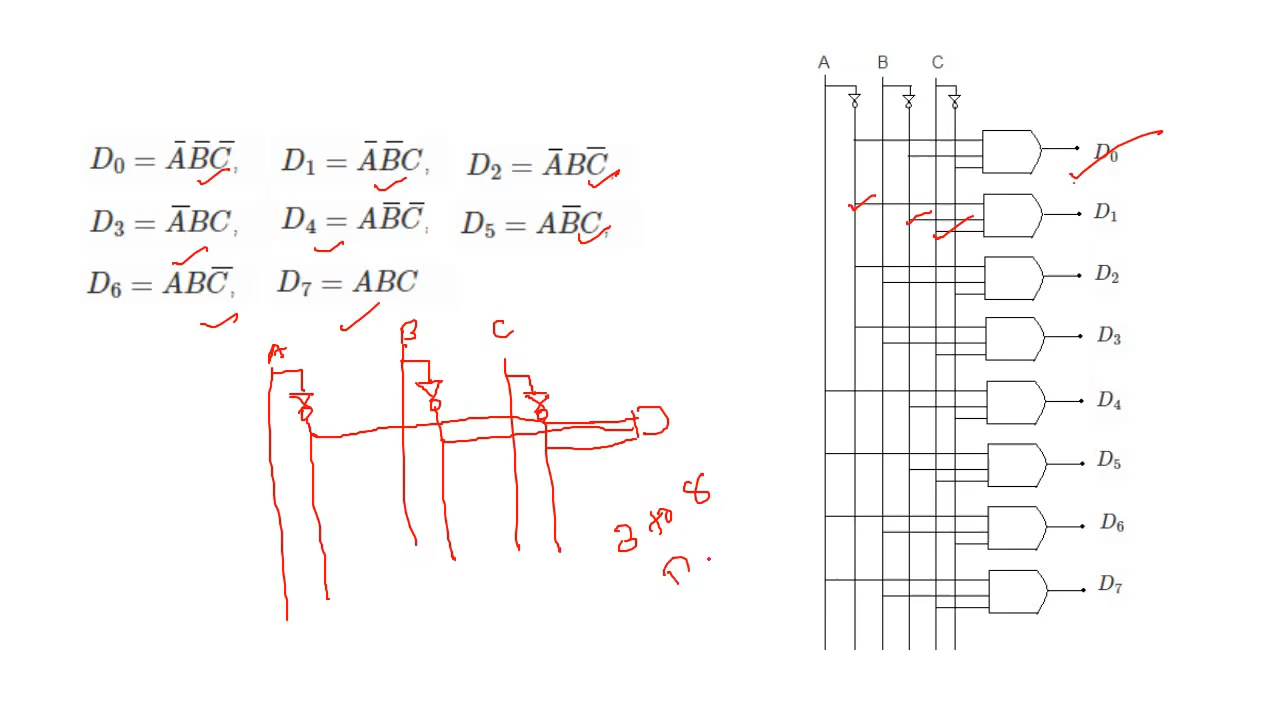 D₀ = A̅B̅C̅, D₁ = A̅B̅C, D₂ = A̅BC̅,
D₃ = A̅BC, D₄ = AB̅C̅, D₅ = AB̅C,
D₆ = ABC̅, D₇ = ABC
A B C
3 to 8
A B C
D₀
D₁
D₂
D₃
D₄
D₅
D₆
D₇